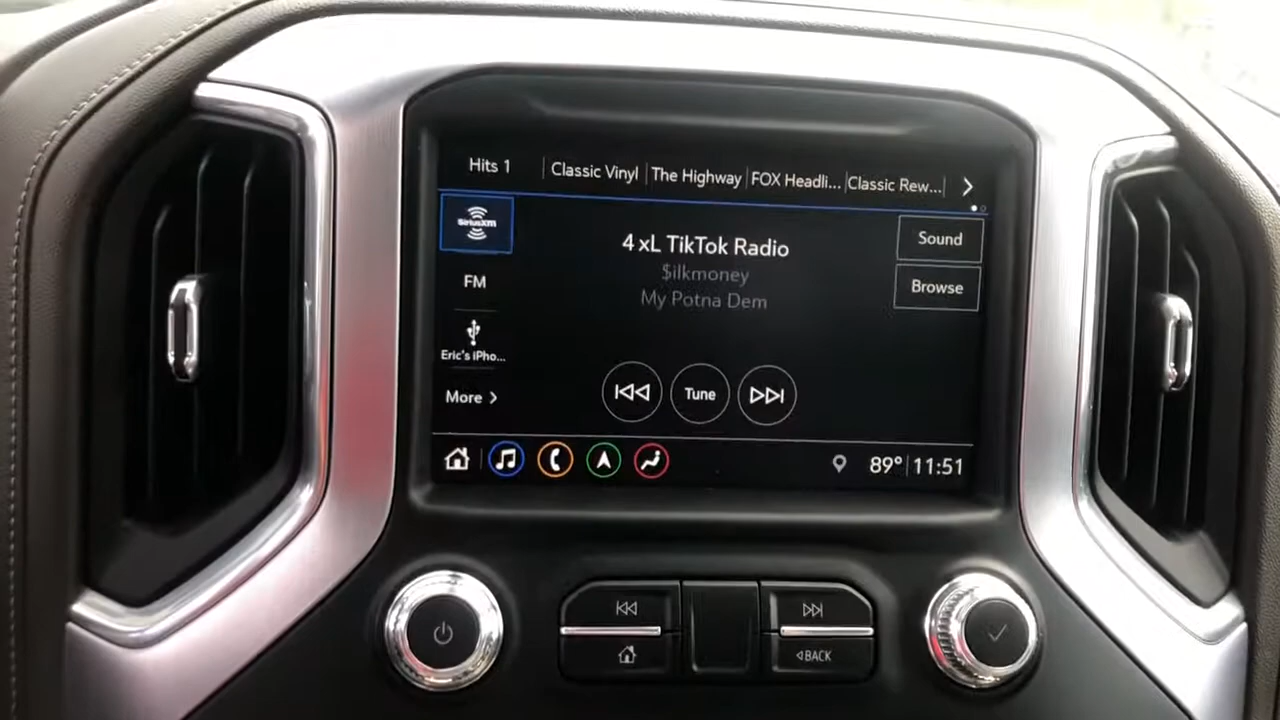 Hits 1
Classic Vinyl
The Highway
FOX Headli...
Classic Rew...
SiriusXM
4 xL TikTok Radio
$ilkmoney
My Potna Dem
Sound
Browse
FM
Eric's iPho...
More
Tune
89° 11:51
BACK